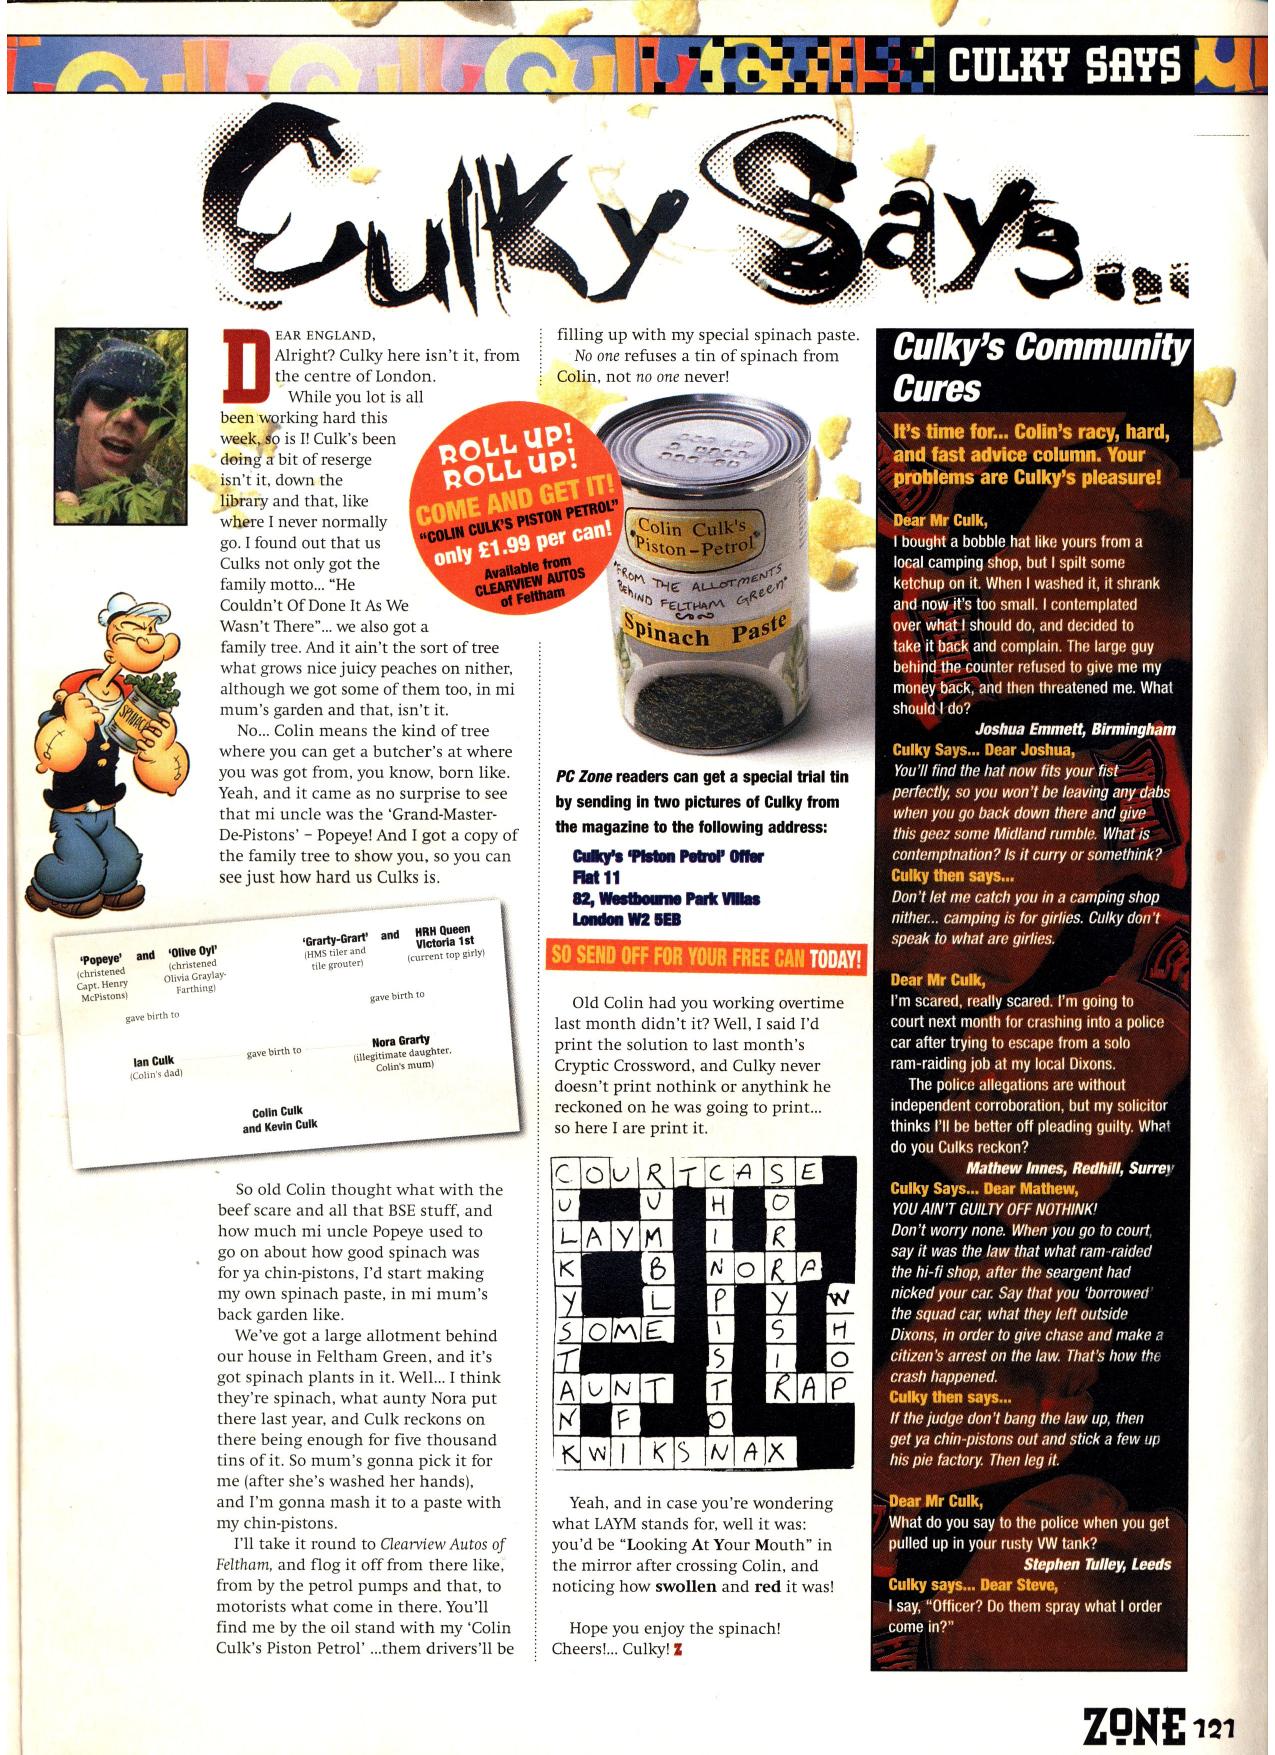 CULKY SAYS
Culky Says...
DEAR ENGLAND,
Alright? Culky here isn't it, from
the centre of London.
While you lot is all
been working hard this
week, so is I! Culk's been
doing a bit of reserge
isn't it, down the
library and that, like
where I never normally
go. I found out that us
Culks not only got the
family motto... "He
Couldn't Of Done It As We
Wasn't There"... we also got a
family tree. And it ain't the sort of tree
what grows nice juicy peaches on nither,
although we got some of them too, in mi
mum's garden and that, isn't it.
No... Colin means the kind of tree
where you can get a butcher's at where
you was got from, you know, born like.
Yeah, and it came as no surprise to see
that mi uncle was the 'Grand-Master-
De-Pistons' – Popeye! And I got a copy of
the family tree to show you, so you can
see just how hard us Culks is.
SPINACH
'Popeye'
(christened
Capt. Henry
McPistons)
and
'Olive Oyl'
(christened
Olivia Graylay-
Farthing)
gave birth to
'Grarty-Grart'
(HMS tiler and
tile grouter)
and
HRH Queen
Victoria 1st
(current top girly)
gave birth to
Ian Culk
(Colin's dad)
gave birth to
Nora Grarty
(illegitimate daughter,
Colin's mum)
Colin Culk
and Kevin Culk
So old Colin thought what with the
beef scare and all that BSE stuff, and
how much mi uncle Popeye used to
go on about how good spinach was
for ya chin-pistons, I'd start making
my own spinach paste, in mi mum's
back garden like.
We've got a large allotment behind
our house in Feltham Green, and it's
got spinach plants in it. Well... I think
they're spinach, what aunty Nora put
there last year, and Culk reckons on
there being enough for five thousand
tins of it. So mum's gonna pick it for
me (after she's washed her hands),
and I'm gonna mash it to a paste with
my chin-pistons.
I'll take it round to Clearview Autos of
Feltham, and flog it off from there like,
from by the petrol pumps and that, to
motorists what come in there. You'll
find me by the oil stand with my 'Colin
Culk's Piston Petrol' ...them drivers'll be
filling up with my special spinach paste.
No one refuses a tin of spinach from
Colin, not no one never!
ROLL UP!
ROLL UP!
COME AND GET IT!
"COLIN CULK'S PISTON PETROL"
only £1.99 per can!
Available from
CLEARVIEW AUTOS
of Feltham
Colin Culk's
'Piston-Petrol'
"FROM THE ALLOTMENTS
BEHIND FELTHAM GREEN"
Spinach Paste
PC Zone readers can get a special trial tin
by sending in two pictures of Culky from
the magazine to the following address:
Culky's 'Piston Petrol' Offer
Flat 11
82, Westbourne Park Villas
London W2 5EB
SO SEND OFF FOR YOUR FREE CAN TODAY!
Old Colin had you working overtime
last month didn't it? Well, I said I'd
print the solution to last month's
Cryptic Crossword, and Culky never
doesn't print nothink or anythink he
reckoned on he was going to print...
so here I are print it.
COURTCASE
U U H O
LAYM I R
K B NORA
Y L P Y W
SOME I S H
T S I O
AUNT T RAP
N F O
KWIKSNAX
Yeah, and in case you're wondering
what LAYM stands for, well it was:
you'd be "Looking At Your Mouth" in
the mirror after crossing Colin, and
noticing how swollen and red it was!
Hope you enjoy the spinach!
Cheers!... Culky! Z
Culky's Community
Cures
It's time for... Colin's racy, hard,
and fast advice column. Your
problems are Culky's pleasure!
Dear Mr Culk,
I bought a bobble hat like yours from a
local camping shop, but I spilt some
ketchup on it. When I washed it, it shrank
and now it's too small. I contemplated
over what I should do, and decided to
take it back and complain. The large guy
behind the counter refused to give me my
money back, and then threatened me. What
should I do?
Joshua Emmett, Birmingham
Culky Says... Dear Joshua,
You'll find the hat now fits your fist
perfectly, so you won't be leaving any dabs
when you go back down there and give
this geez some Midland rumble. What is
contemptnation? Is it curry or somethink?
Culky then says...
Don't let me catch you in a camping shop
nither... camping is for girlies. Culky don't
speak to what are girlies.
Dear Mr Culk,
I'm scared, really scared. I'm going to
court next month for crashing into a police
car after trying to escape from a solo
ram-raiding job at my local Dixons.
The police allegations are without
independent corroboration, but my solicitor
thinks I'll be better off pleading guilty. What
do you Culks reckon?
Mathew Innes, Redhill, Surrey
Culky Says... Dear Mathew,
YOU AIN'T GUILTY OFF NOTHINK!
Don't worry none. When you go to court,
say it was the law that what ram-raided
the hi-fi shop, after the seargent had
nicked your car. Say that you 'borrowed'
the squad car, what they left outside
Dixons, in order to give chase and make a
citizen's arrest on the law. That's how the
crash happened.
Culky then says...
If the judge don't bang the law up, then
get ya chin-pistons out and stick a few up
his pie factory. Then leg it.
Dear Mr Culk,
What do you say to the police when you get
pulled up in your rusty VW tank?
Stephen Tulley, Leeds
Culky says... Dear Steve,
I say, "Officer? Do them spray what I order
come in?"
ZONE 121